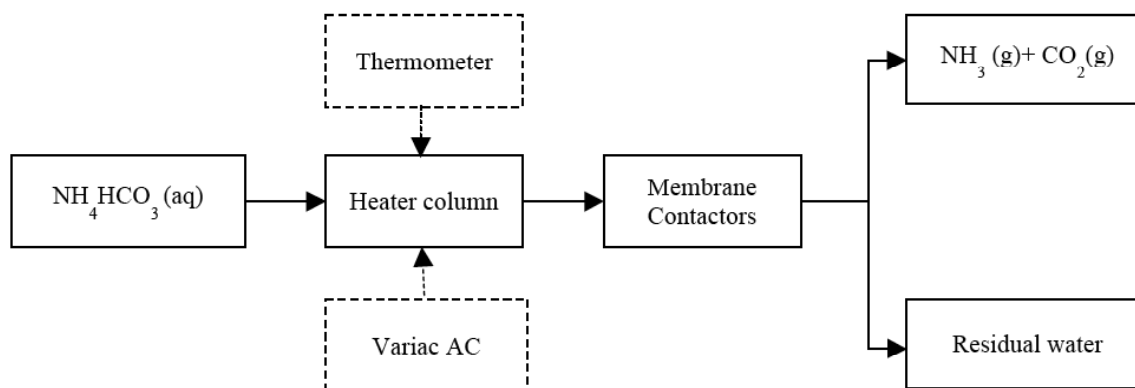 Thermometer
NH₃ (g)+ CO₂(g)
NH₄HCO₃ (aq)
Heater column
Membrane
Contactors
Variac AC
Residual water